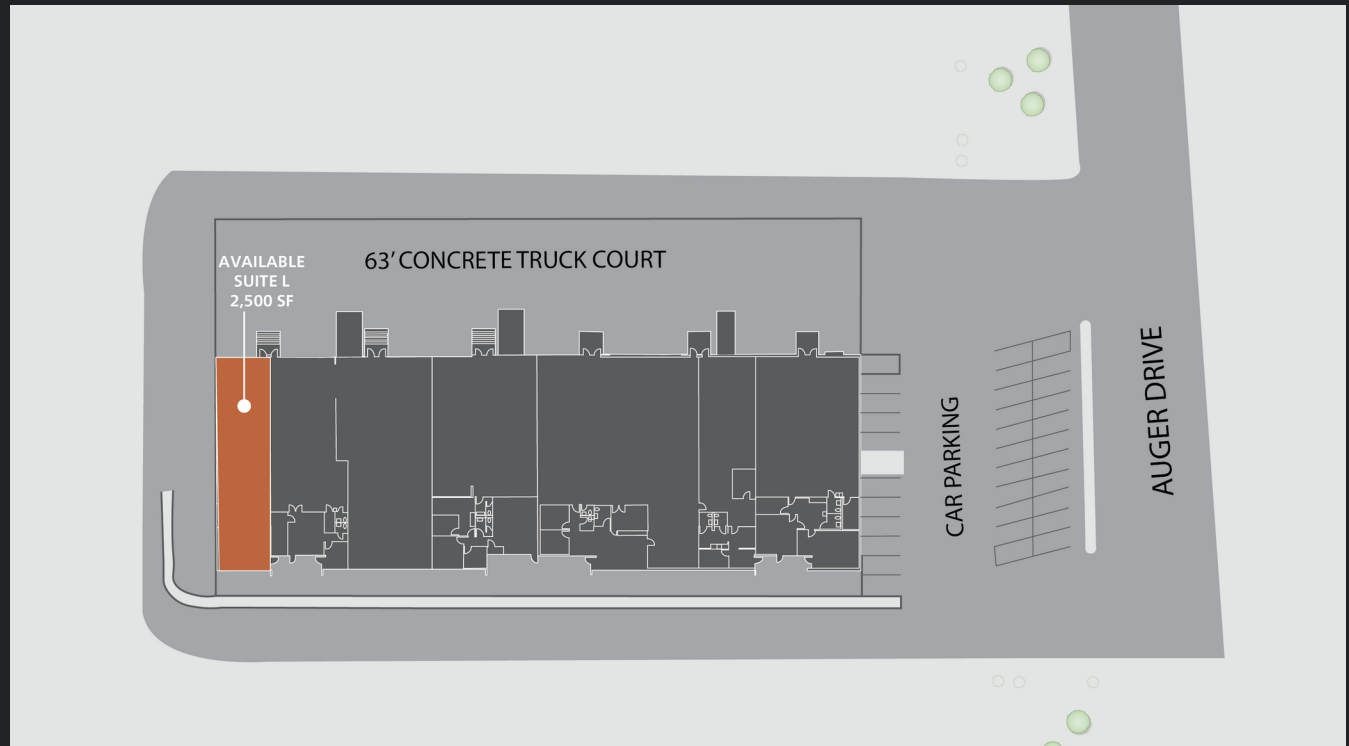 63’ CONCRETE TRUCK COURT
AVAILABLE
SUITE L
2,500 SF
CAR PARKING
AUGER DRIVE